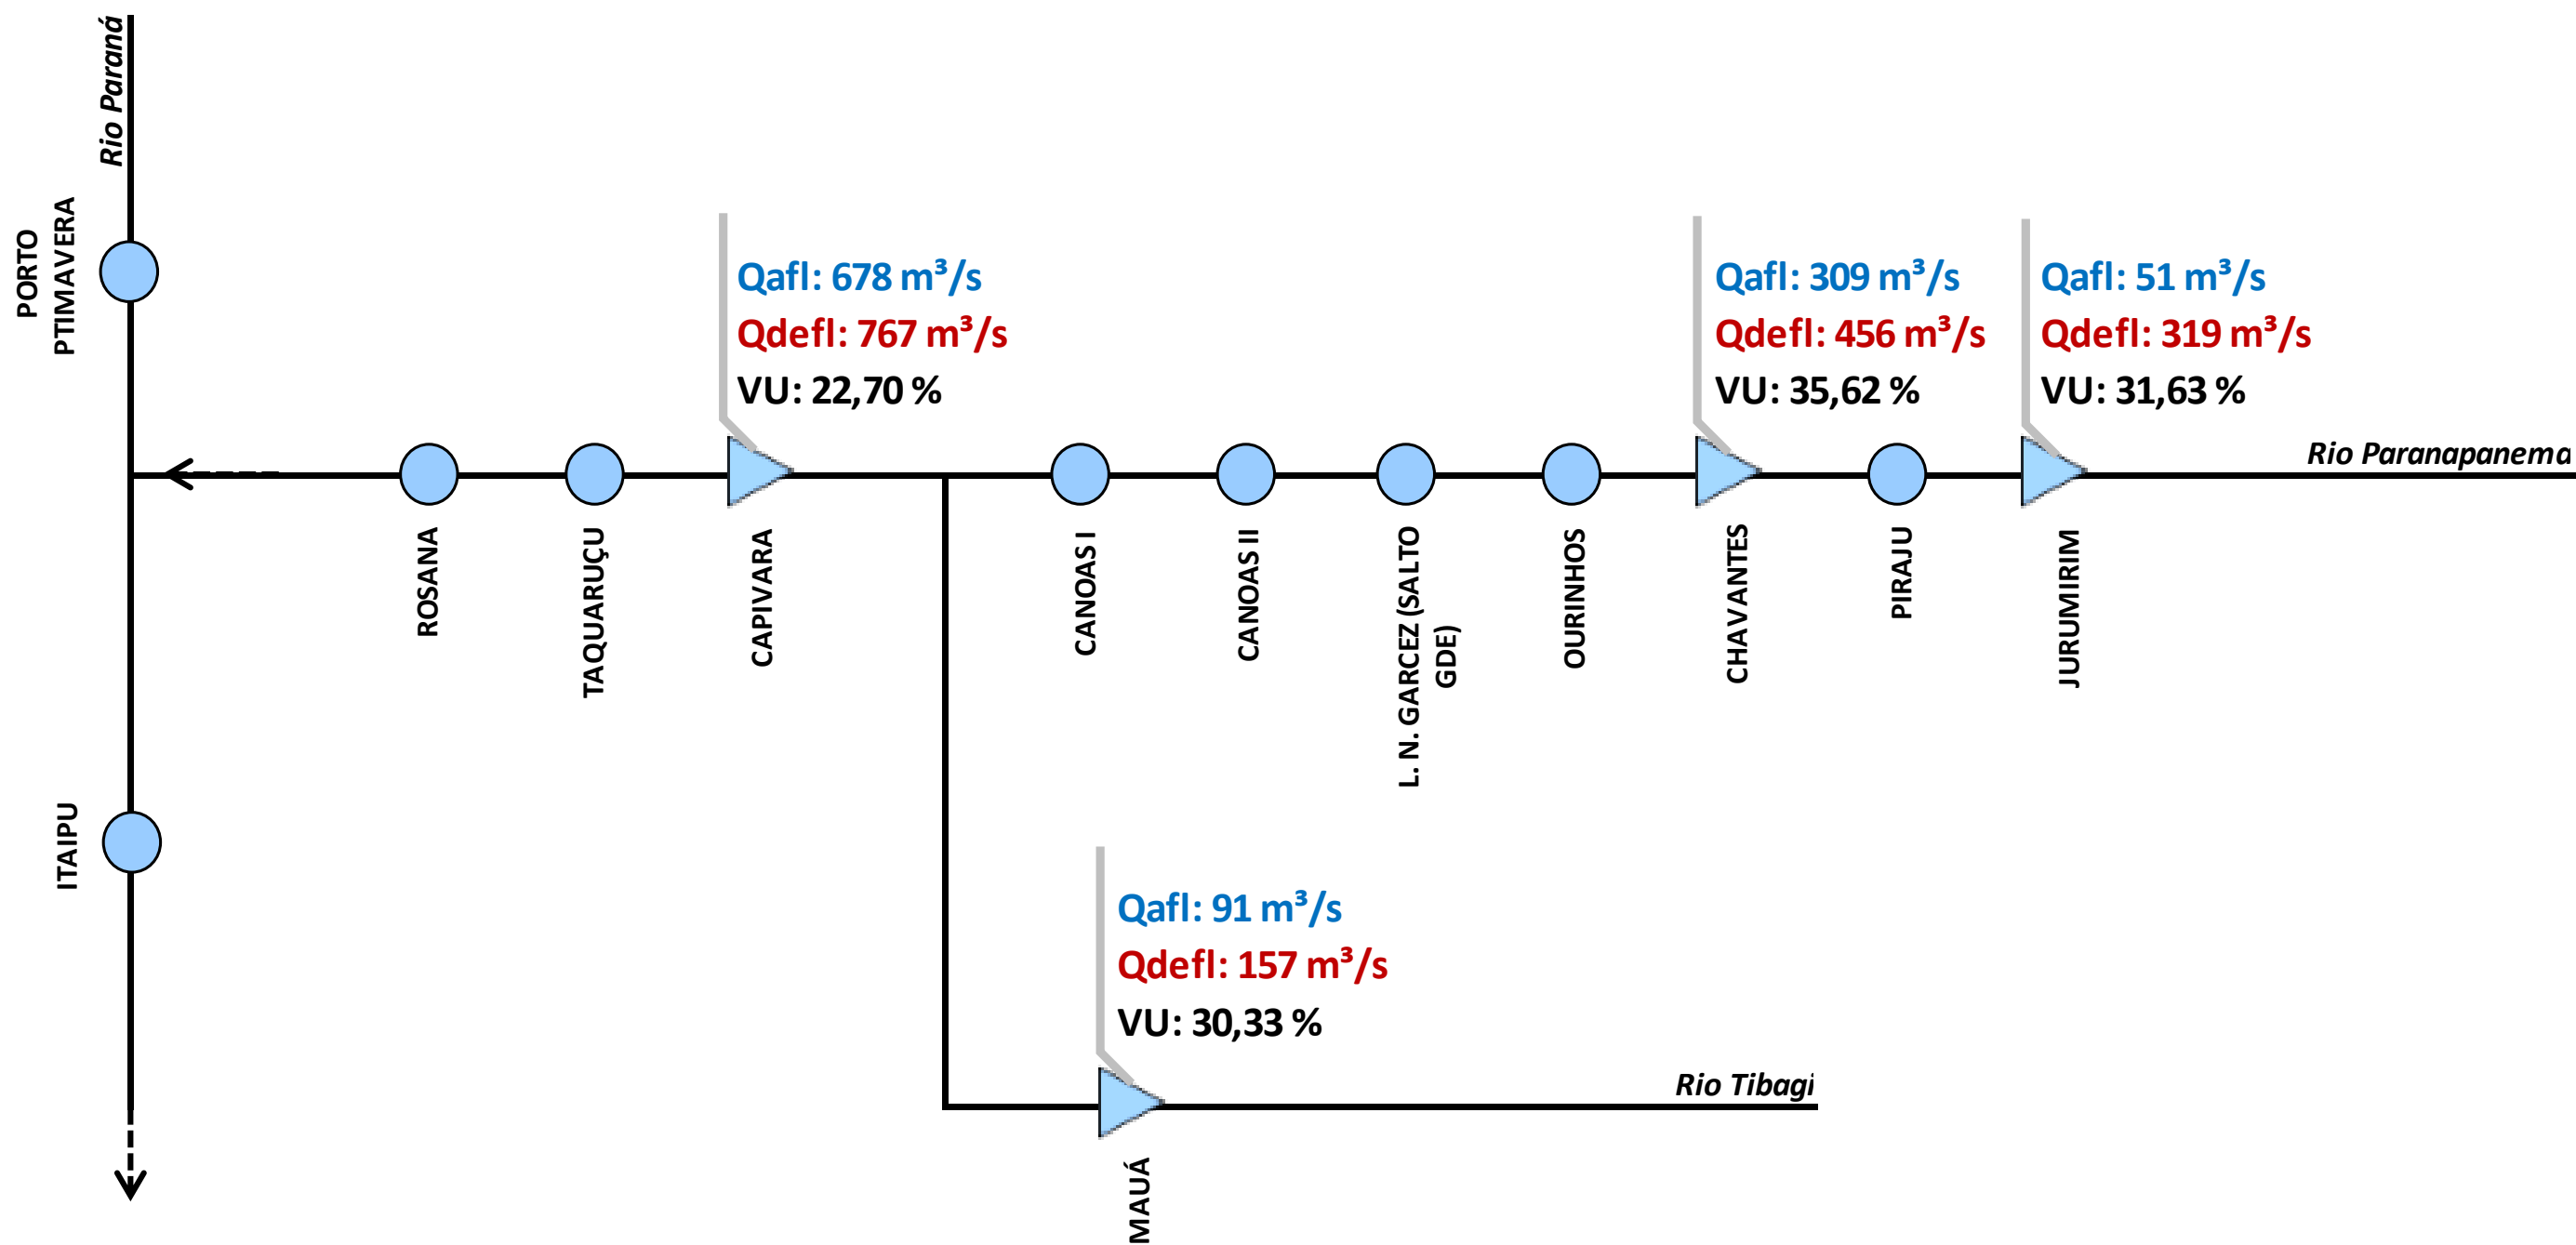 Rio Paraná
PORTO
PTIMAVERA
Qafl: 678 m³/s
Qdefl: 767 m³/s
VU: 22,70 %
Qafl: 309 m³/s
Qdefl: 456 m³/s
VU: 35,62 %
Qafl: 51 m³/s
Qdefl: 319 m³/s
VU: 31,63 %
Rio Paranapanema
ROSANA
TAQUARUÇU
CAPIVARA
CANOAS I
CANOAS II
L. N. GARCEZ (SALTO
GDE)
OURINHOS
CHAVANTES
PIRAJU
JURUMIRIM
ITAIPU
Qafl: 91 m³/s
Qdefl: 157 m³/s
VU: 30,33 %
Rio Tibagi
MAUÁ